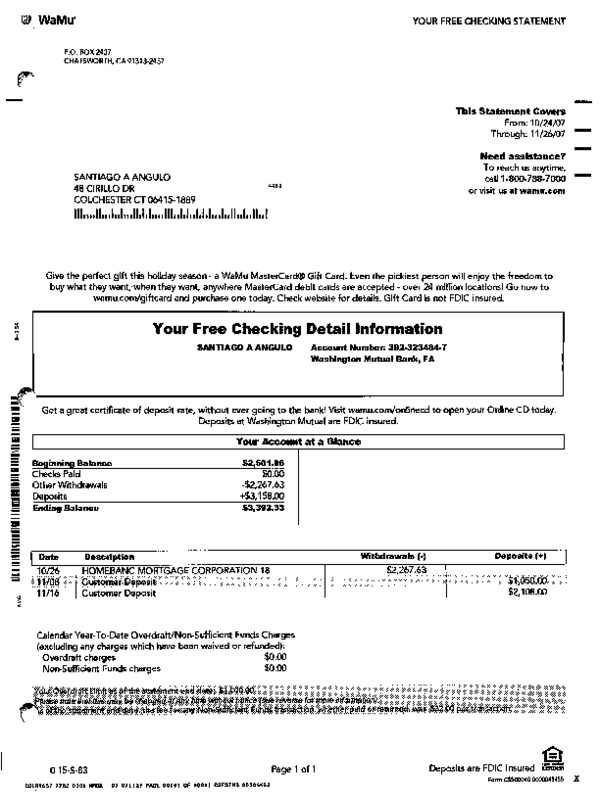 WaMu®
YOUR FREE CHECKING STATEMENT
P.O. BOX 2437
CHATSWORTH, CA 91313-2437
This Statement Covers
From: 10/24/07
Through: 11/26/07
Need assistance?
To reach us anytime,
call 1-800-788-7000
or visit us at wamu.com
SANTIAGO A ANGULO
48 CIRILLO DR
COLCHESTER CT 06415-1889
Give the perfect gift this holiday season - a WaMu MasterCard® Gift Card. Even the pickiest person will enjoy the freedom to
buy what they want, when they want, anywhere MasterCard debit cards are accepted - over 24 million locations! Go now to
wamu.com/giftcard and purchase one today. Check website for details. Gift Card is not FDIC insured.
Your Free Checking Detail Information
SANTIAGO A ANGULO Account Number: 392-323484-7
Washington Mutual Bank, FA
Get a great certificate of deposit rate, without ever going to the bank! Visit wamu.com/onlinecd to open your Online CD today.
Deposits at Washington Mutual are FDIC insured.
Your Account at a Glance
Beginning Balance $2,501.96
Checks Paid $0.00
Other Withdrawals -$2,267.63
Deposits +$3,158.00
Ending Balance $3,392.33
Date Description Withdrawals (-) Deposits (+)
10/26 HOMEBANC MORTGAGE CORPORATION 18 $2,267.63
11/08 Customer Deposit $1,050.00
11/16 Customer Deposit $2,108.00
Calendar Year-To-Date Overdraft/Non-Sufficient Funds Charges
(excluding any charges which have been waived or refunded):
Overdraft charges $0.00
Non-Sufficient Funds charges $0.00
Your Overdraft Limit as of the statement end date
0 15-5-83
Page 1 of 1
Deposits are FDIC Insured
X